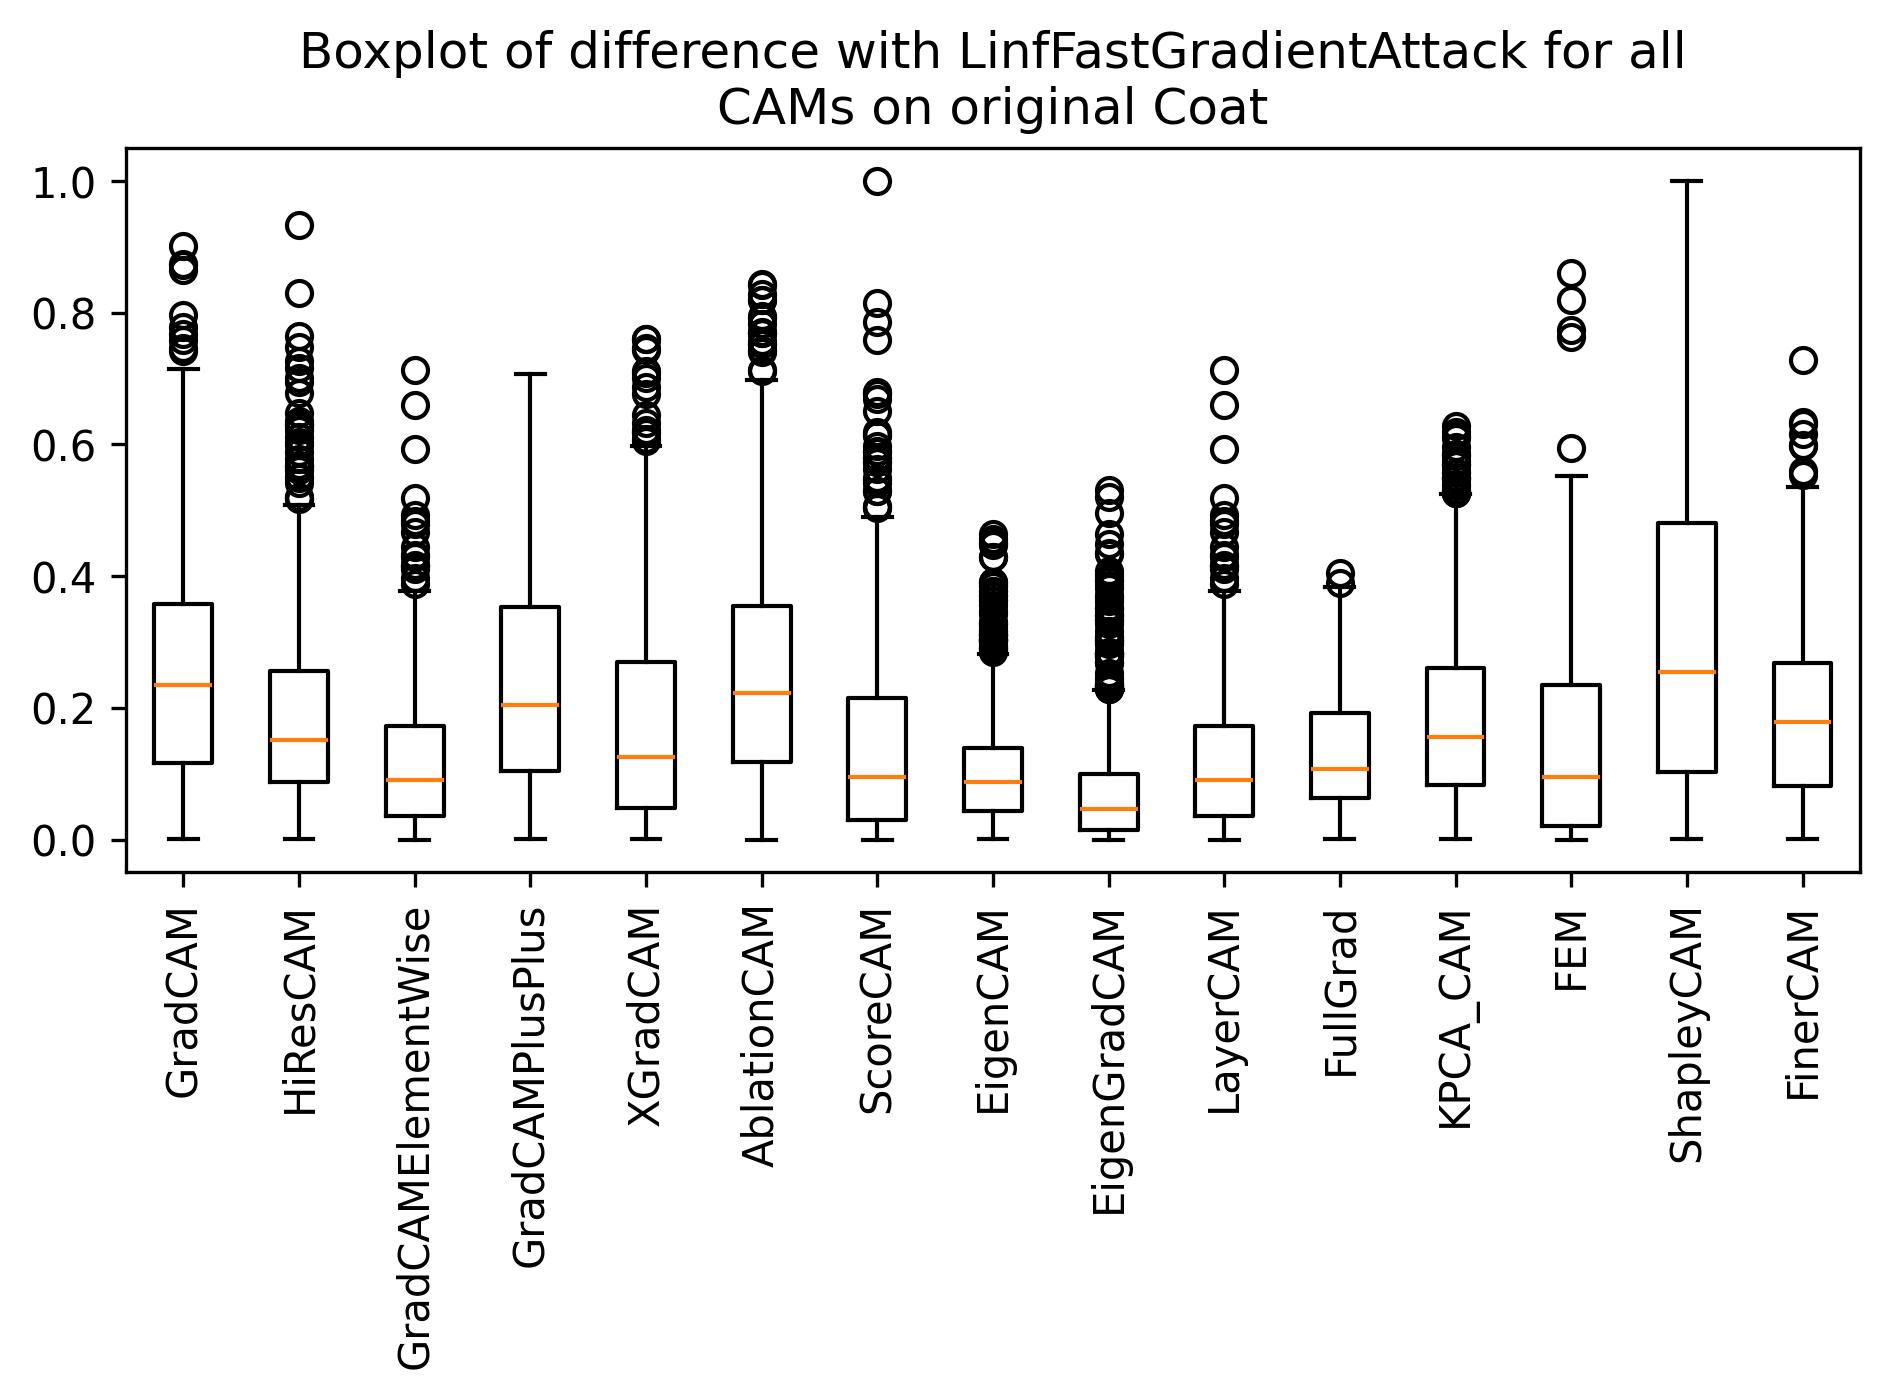 Boxplot of difference with LinfFastGradientAttack for all
CAMs on original Coat
1.0
0.8
0.6
0.4
0.2
0.0
GradCAM
HiResCAM
GradCAMElementWise
GradCAMPlusPlus
XGradCAM
AblationCAM
ScoreCAM
EigenCAM
EigenGradCAM
LayerCAM
FullGrad
KPCA_CAM
FEM
ShapleyCAM
FinerCAM